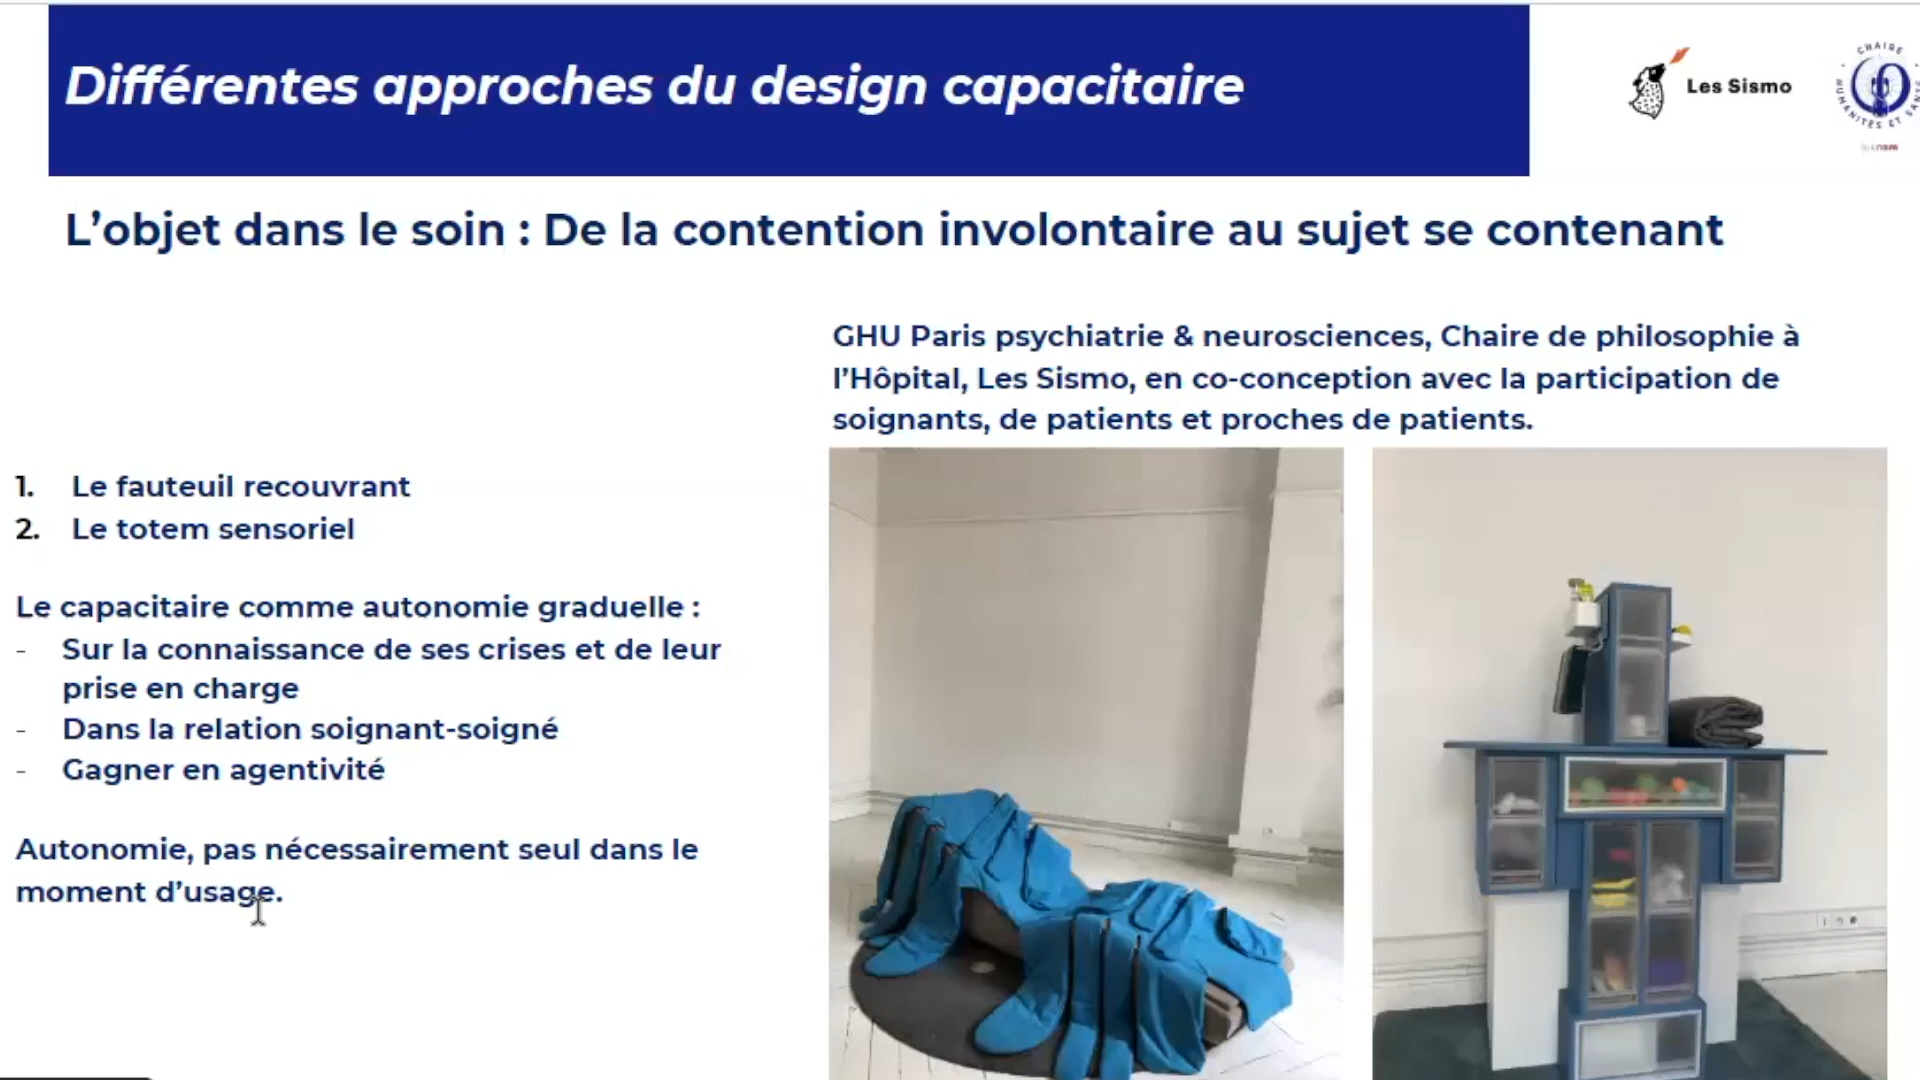 Différentes approches du design capacitaire
Les Sismo
CHAIRE
HUMANITÉS ET SANTÉ
L’objet dans le soin : De la contention involontaire au sujet se contenant
GHU Paris psychiatrie & neurosciences, Chaire de philosophie à
l’Hôpital, Les Sismo, en co-conception avec la participation de
soignants, de patients et proches de patients.
1. Le fauteuil recouvrant
2. Le totem sensoriel
Le capacitaire comme autonomie graduelle :
- Sur la connaissance de ses crises et de leur
prise en charge
- Dans la relation soignant-soigné
- Gagner en agentivité
Autonomie, pas nécessairement seul dans le
moment d’usage.